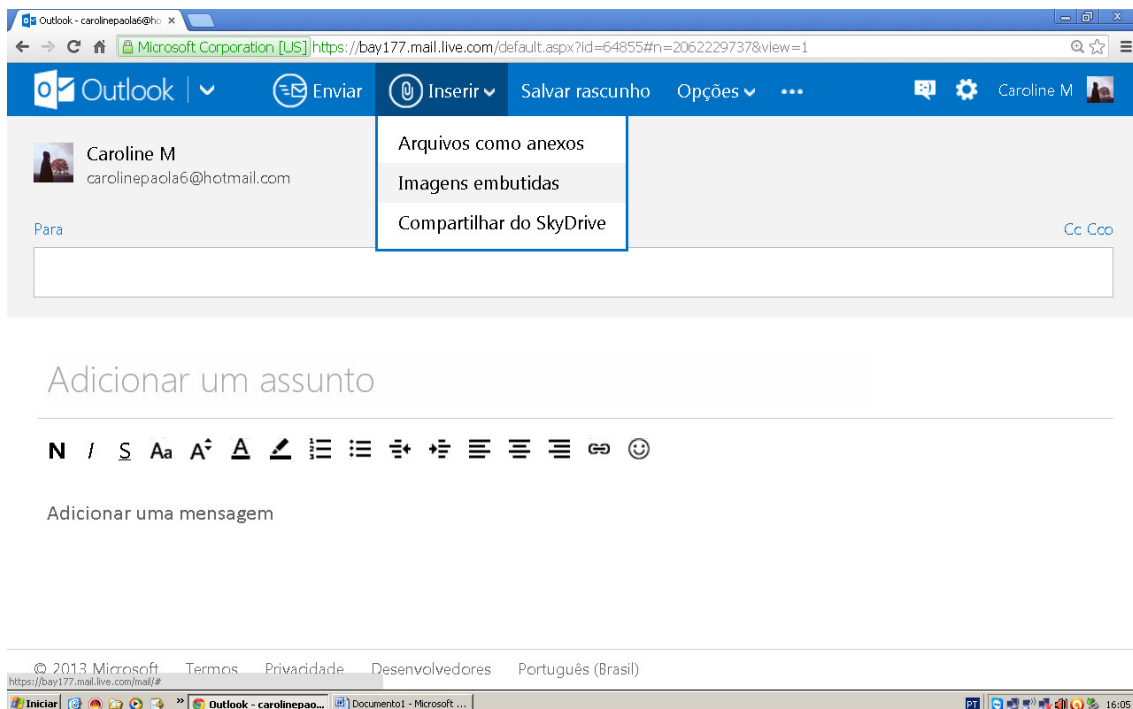 Outlook - carolinepaola6@ho
Microsoft Corporation [US] https://bay177.mail.live.com/default.aspx?id=64855#n=2062229737&view=1
Outlook Enviar Inserir Salvar rascunho Opções Caroline M
Arquivos como anexos
Imagens embutidas
Compartilhar do SkyDrive
Caroline M
carolinepaola6@hotmail.com
Para Cc Cco
Adicionar um assunto
N I S Aa A A
Adicionar uma mensagem
© 2013 Microsoft Termos Privacidade Desenvolvedores Português (Brasil)
https://bay177.mail.live.com/mail/#
Iniciar » Outlook - carolinepao... Documento1 - Microsoft ... PT 16:05